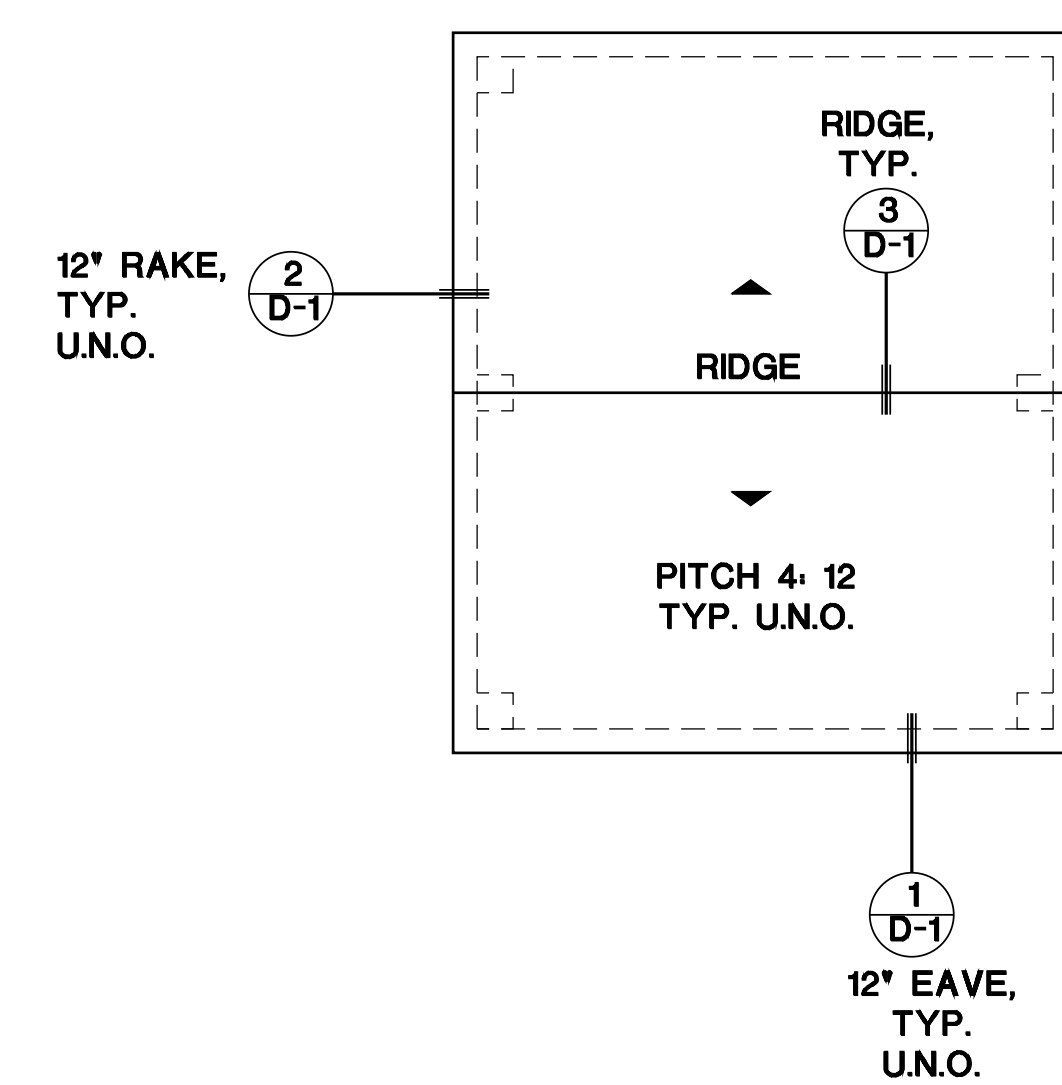 RIDGE,
TYP.
3
D-1
12" RAKE,
TYP.
U.N.O.
2
D-1
RIDGE
PITCH 4: 12
TYP. U.N.O.
1
D-1
12" EAVE,
TYP.
U.N.O.